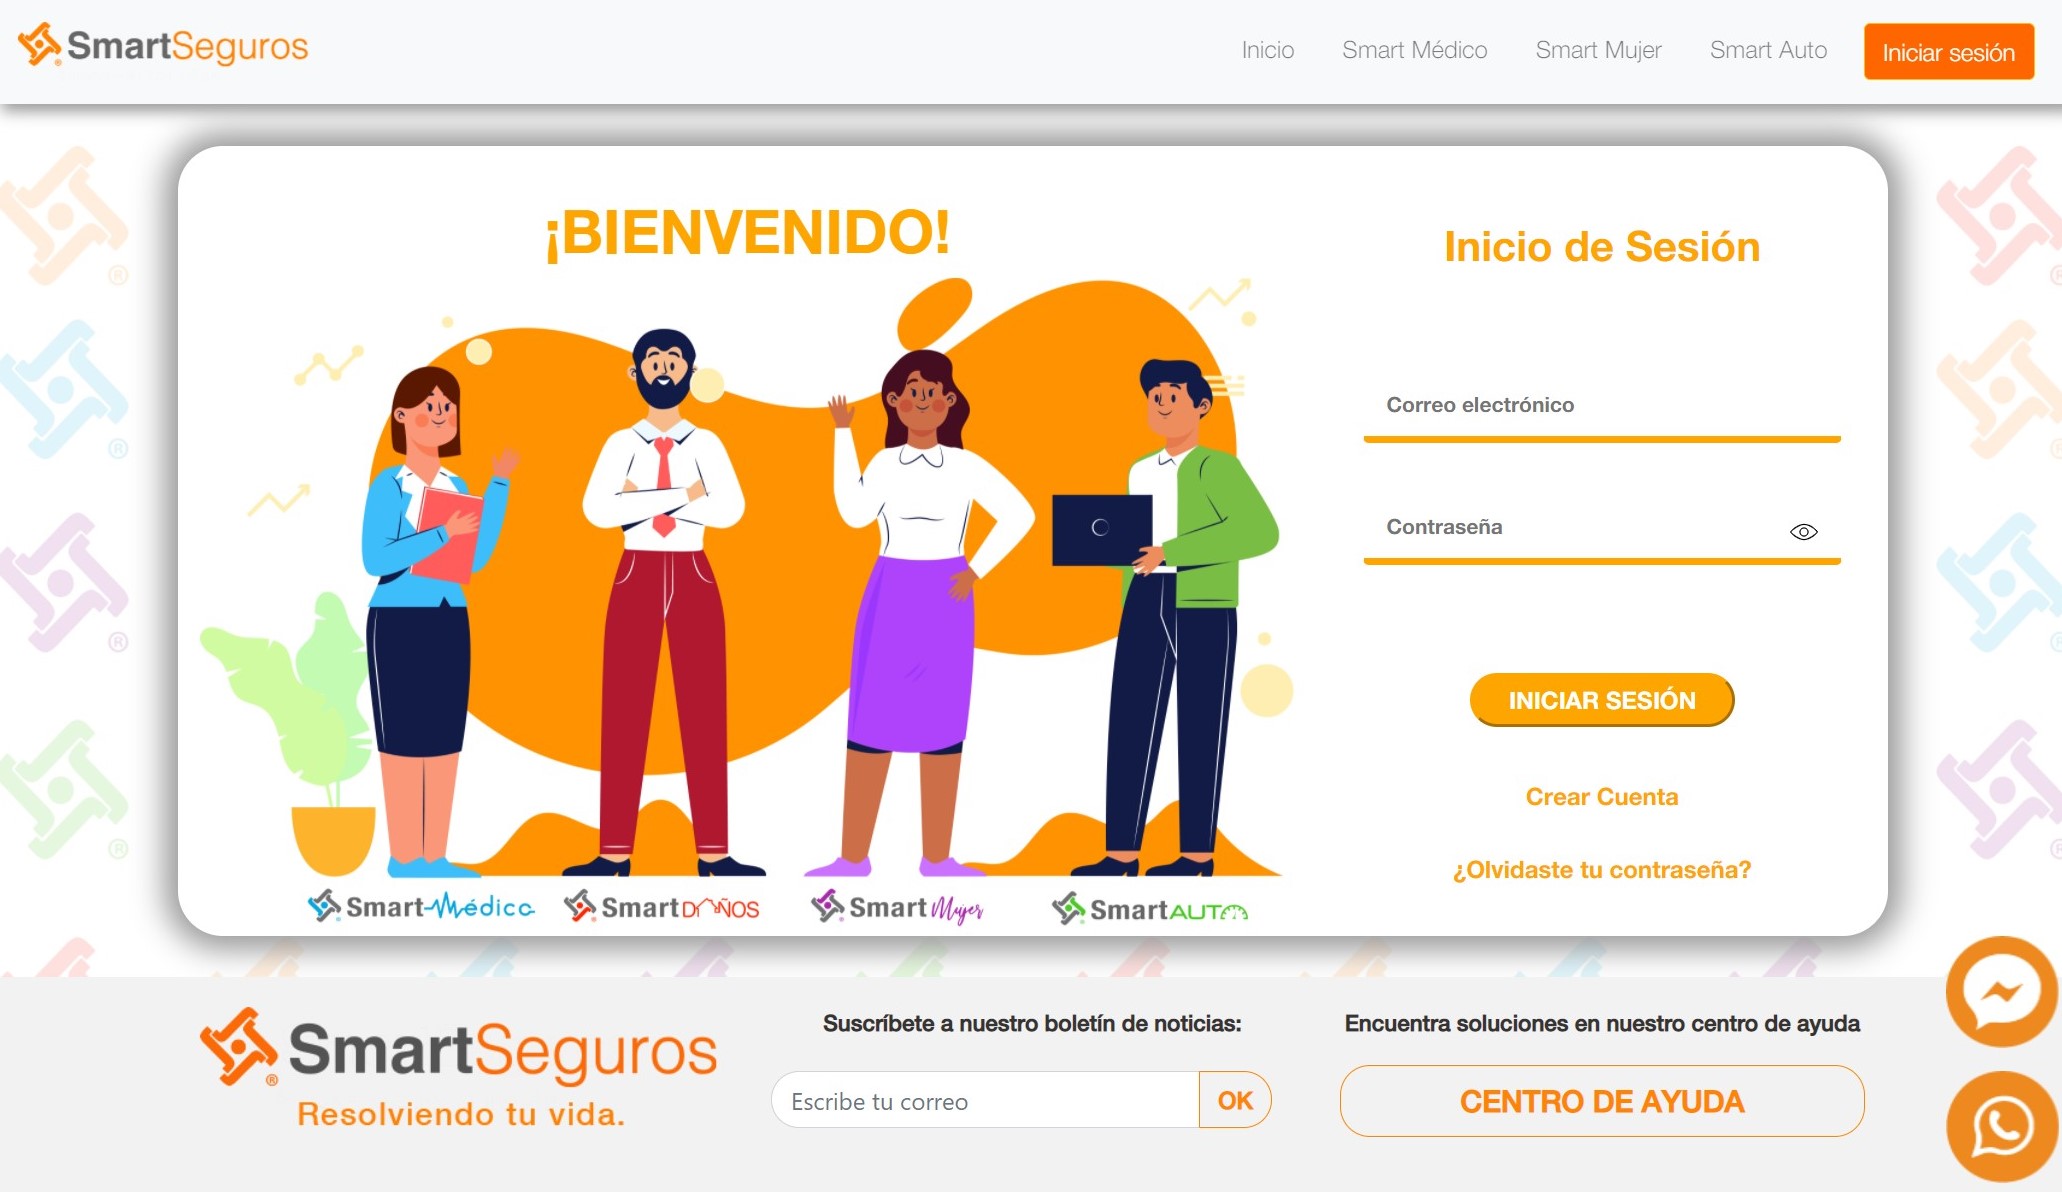 SmartSeguros
Inicio
Smart Médico
Smart Mujer
Smart Auto
Iniciar sesión
¡BIENVENIDO!
Smart Médico
Smart DAÑOS
Smart Mujer
Smart AUTO
Inicio de Sesión
Correo electrónico
Contraseña
INICIAR SESIÓN
Crear Cuenta
¿Olvidaste tu contraseña?
SmartSeguros®
Resolviendo tu vida.
Suscríbete a nuestro boletín de noticias:
Escribe tu correo
OK
Encuentra soluciones en nuestro centro de ayuda
CENTRO DE AYUDA